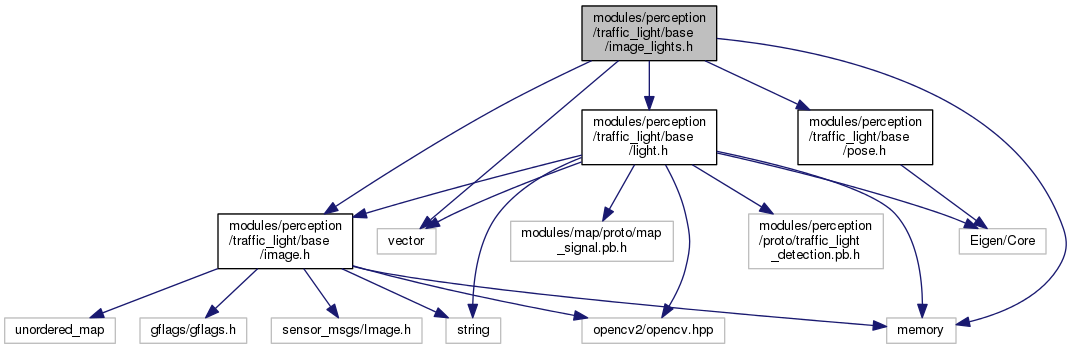 modules/perception
/traffic_light/base
/image_lights.h
modules/perception
/traffic_light/base
/light.h
modules/perception
/traffic_light/base
/pose.h
modules/perception
/traffic_light/base
/image.h
vector
modules/map/proto/map
_signal.pb.h
modules/perception
/proto/traffic_light
_detection.pb.h
Eigen/Core
unordered_map
gflags/gflags.h
sensor_msgs/Image.h
string
opencv2/opencv.hpp
memory